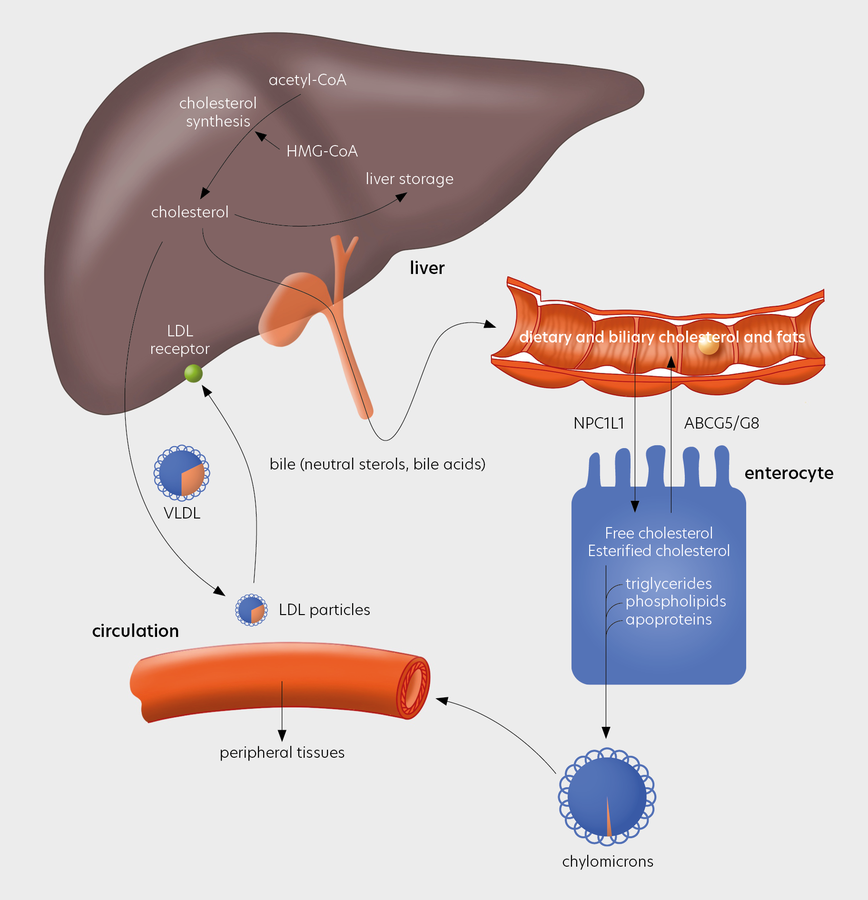 acetyl-CoA
cholesterol
synthesis
HMG-CoA
liver storage
cholesterol
liver
LDL
receptor
dietary and biliary cholesterol and fats
NPC1L1
ABCG5/G8
bile (neutral sterols, bile acids)
enterocyte
VLDL
Free cholesterol
Esterified cholesterol
triglycerides
phospholipids
apoproteins
LDL particles
circulation
peripheral tissues
chylomicrons